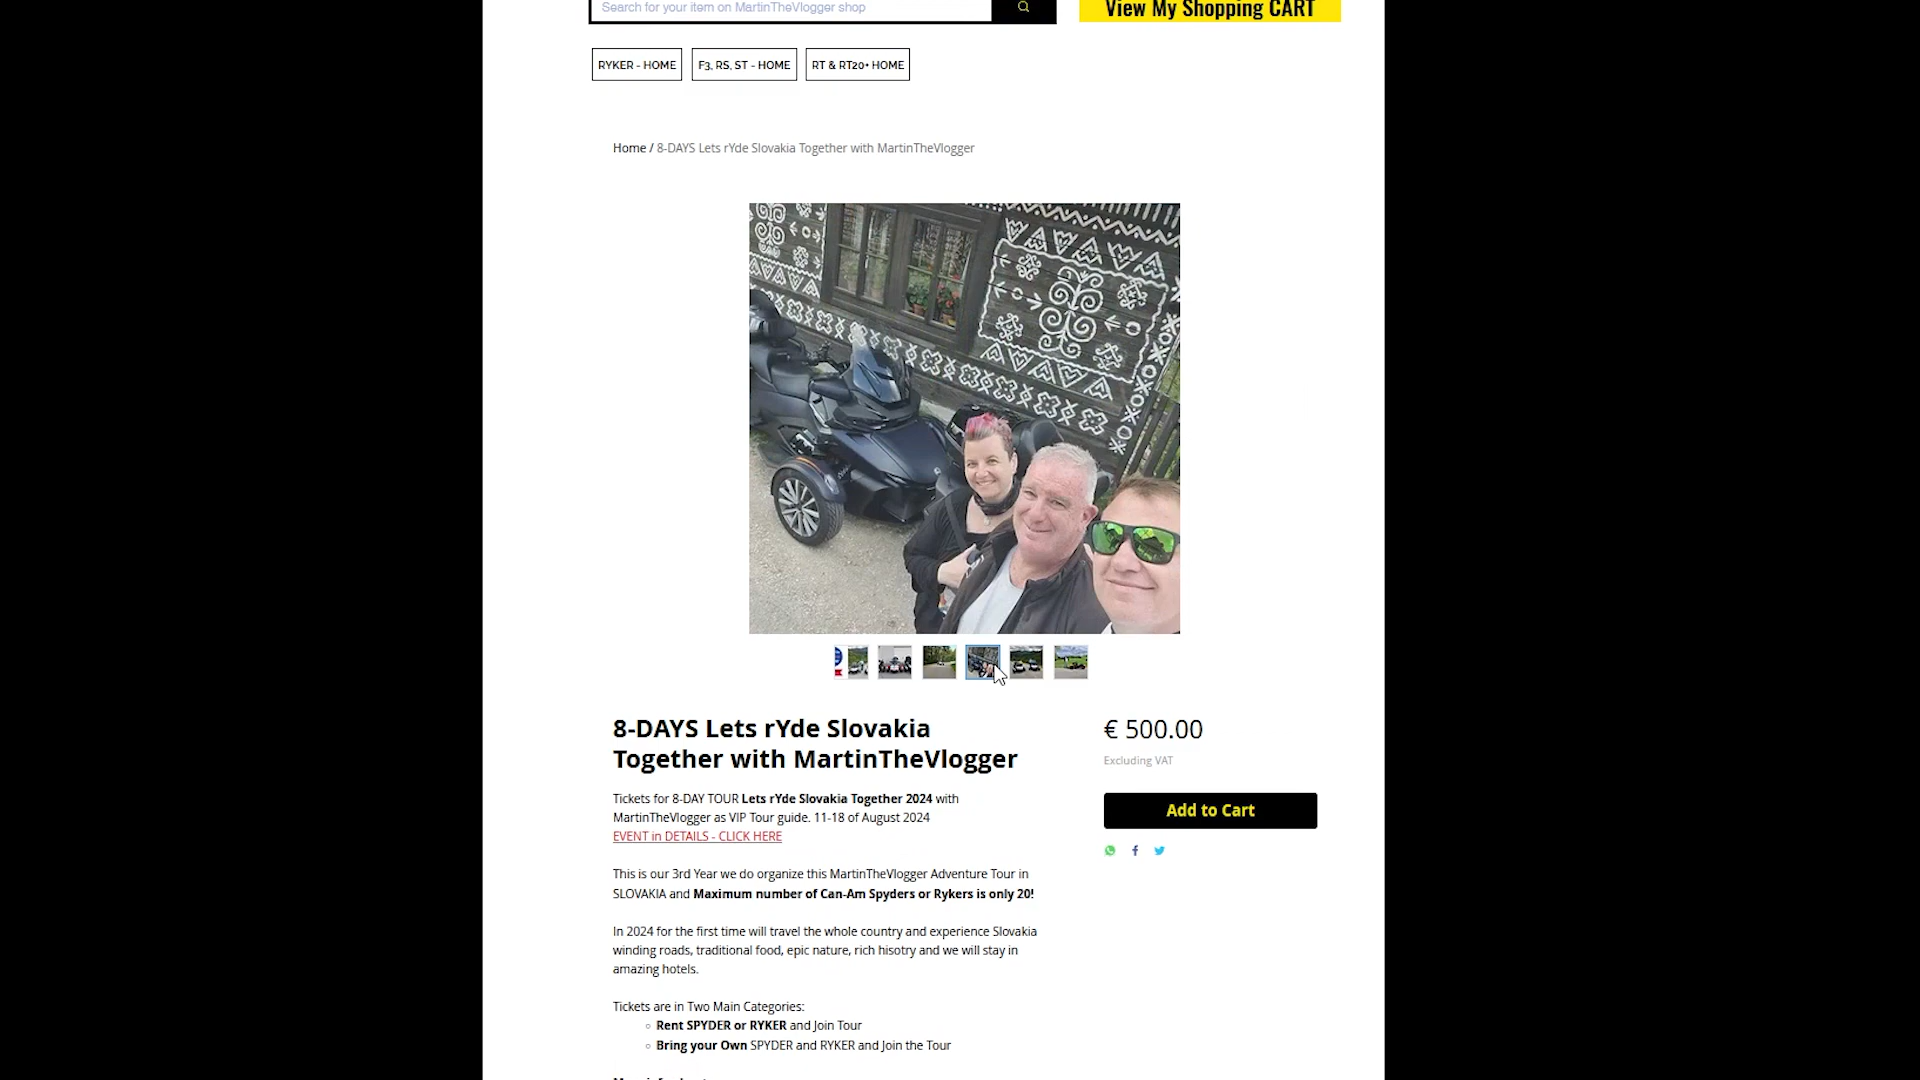 Search for your item on MartinTheVlogger shop
View My Shopping CART
RYKER - HOME
F3, RS, ST - HOME
RT & RT20+ HOME
Home / 8-DAYS Lets rYde Slovakia Together with MartinTheVlogger
8-DAYS Lets rYde Slovakia
Together with MartinTheVlogger
€ 500.00
Excluding VAT
Add to Cart
Tickets for 8-DAY TOUR Lets rYde Slovakia Together 2024 with
MartinTheVlogger as VIP Tour guide. 11-18 of August 2024
EVENT in DETAILS - CLICK HERE
This is our 3rd Year we do organize this MartinTheVlogger Adventure Tour in
SLOVAKIA and Maximum number of Can-Am Spyders or Rykers is only 20!
In 2024 for the first time will travel the whole country and experience Slovakia
winding roads, traditional food, epic nature, rich hisotry and we will stay in
amazing hotels.
Tickets are in Two Main Categories:
Rent SPYDER or RYKER and Join Tour
Bring your Own SPYDER and RYKER and Join the Tour